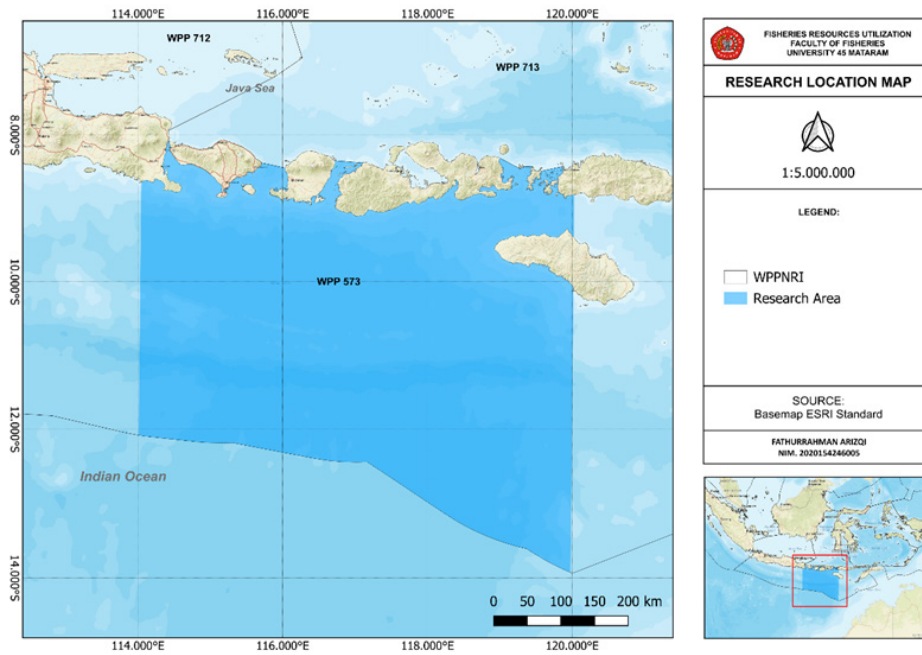 114.000°E 116.000°E 118.000°E 120.000°E
WPP 712
WPP 713
Java Sea
8.000°S
WPP 573
10.000°S
12.000°S
Indian Ocean
14.000°S
0 50 100 150 200 km
114.000°E 116.000°E 118.000°E 120.000°E
FISHERIES RESOURCES UTILIZATION
FACULTY OF FISHERIES
UNIVERSITY 45 MATARAM
RESEARCH LOCATION MAP
1:5.000.000
LEGEND:
WPPNRI
Research Area
SOURCE:
Basemap ESRI Standard
FATHURRAHMAN ARIZQI
NIM. 2020154246005